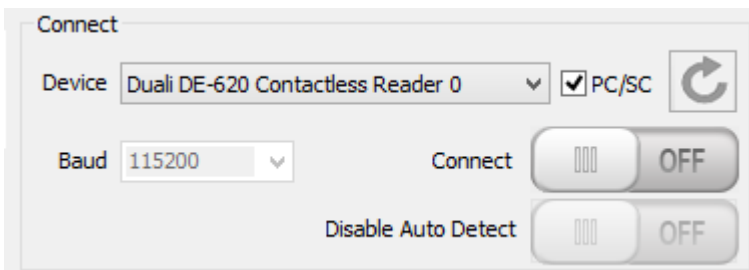 Connect
Device Duali DE-620 Contactless Reader 0 PC/SC
Baud 115200 Connect OFF
Disable Auto Detect OFF